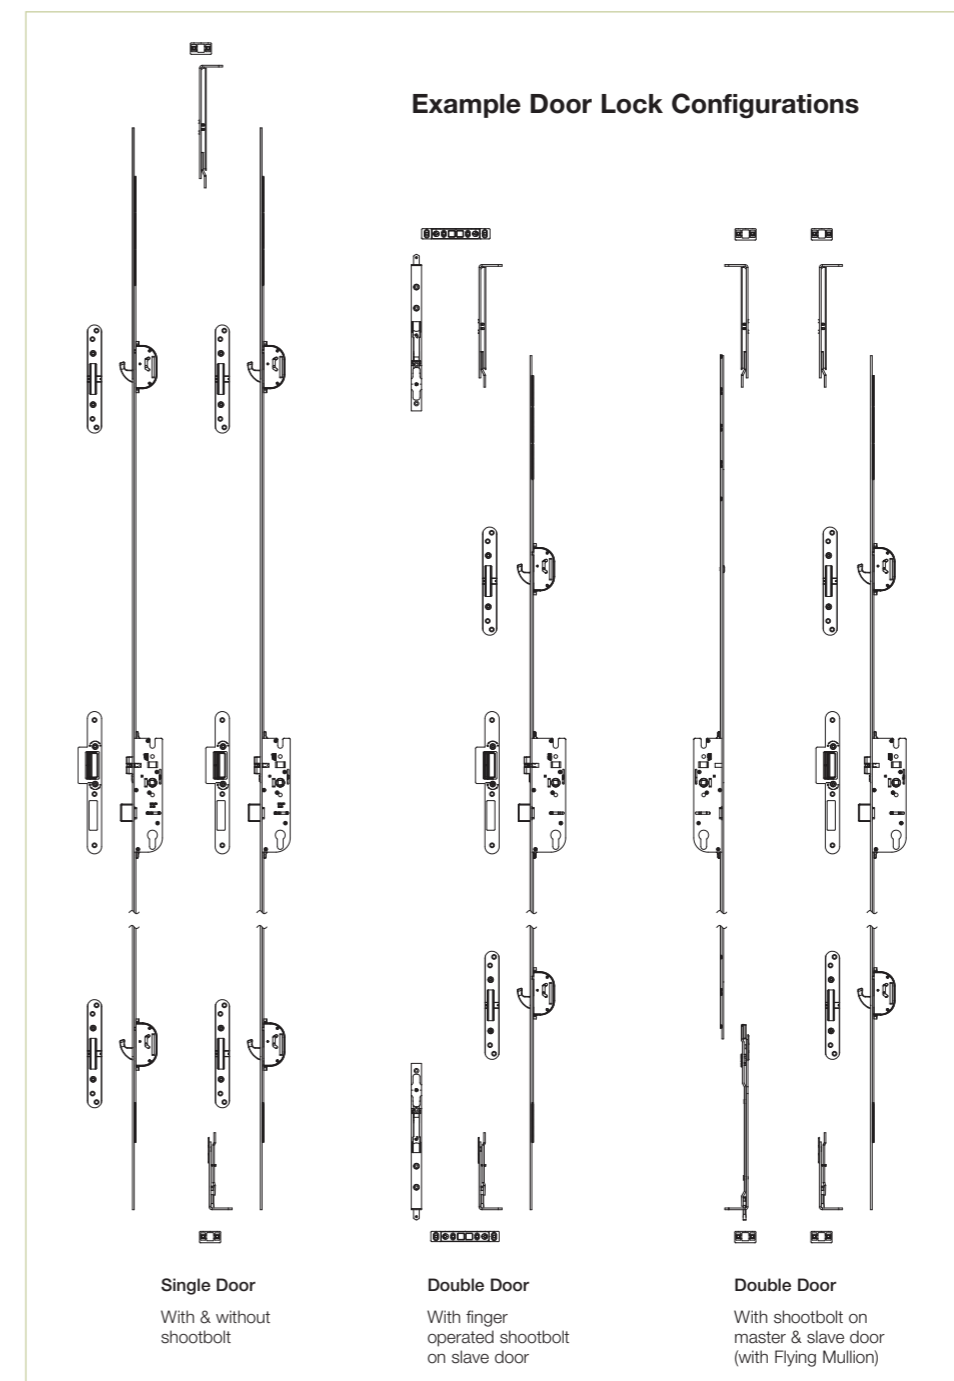 Example Door Lock Configurations
Single Door
With & without
shootbolt
Double Door
With finger
operated shootbolt
on slave door
Double Door
With shootbolt on
master & slave door
(with Flying Mullion)